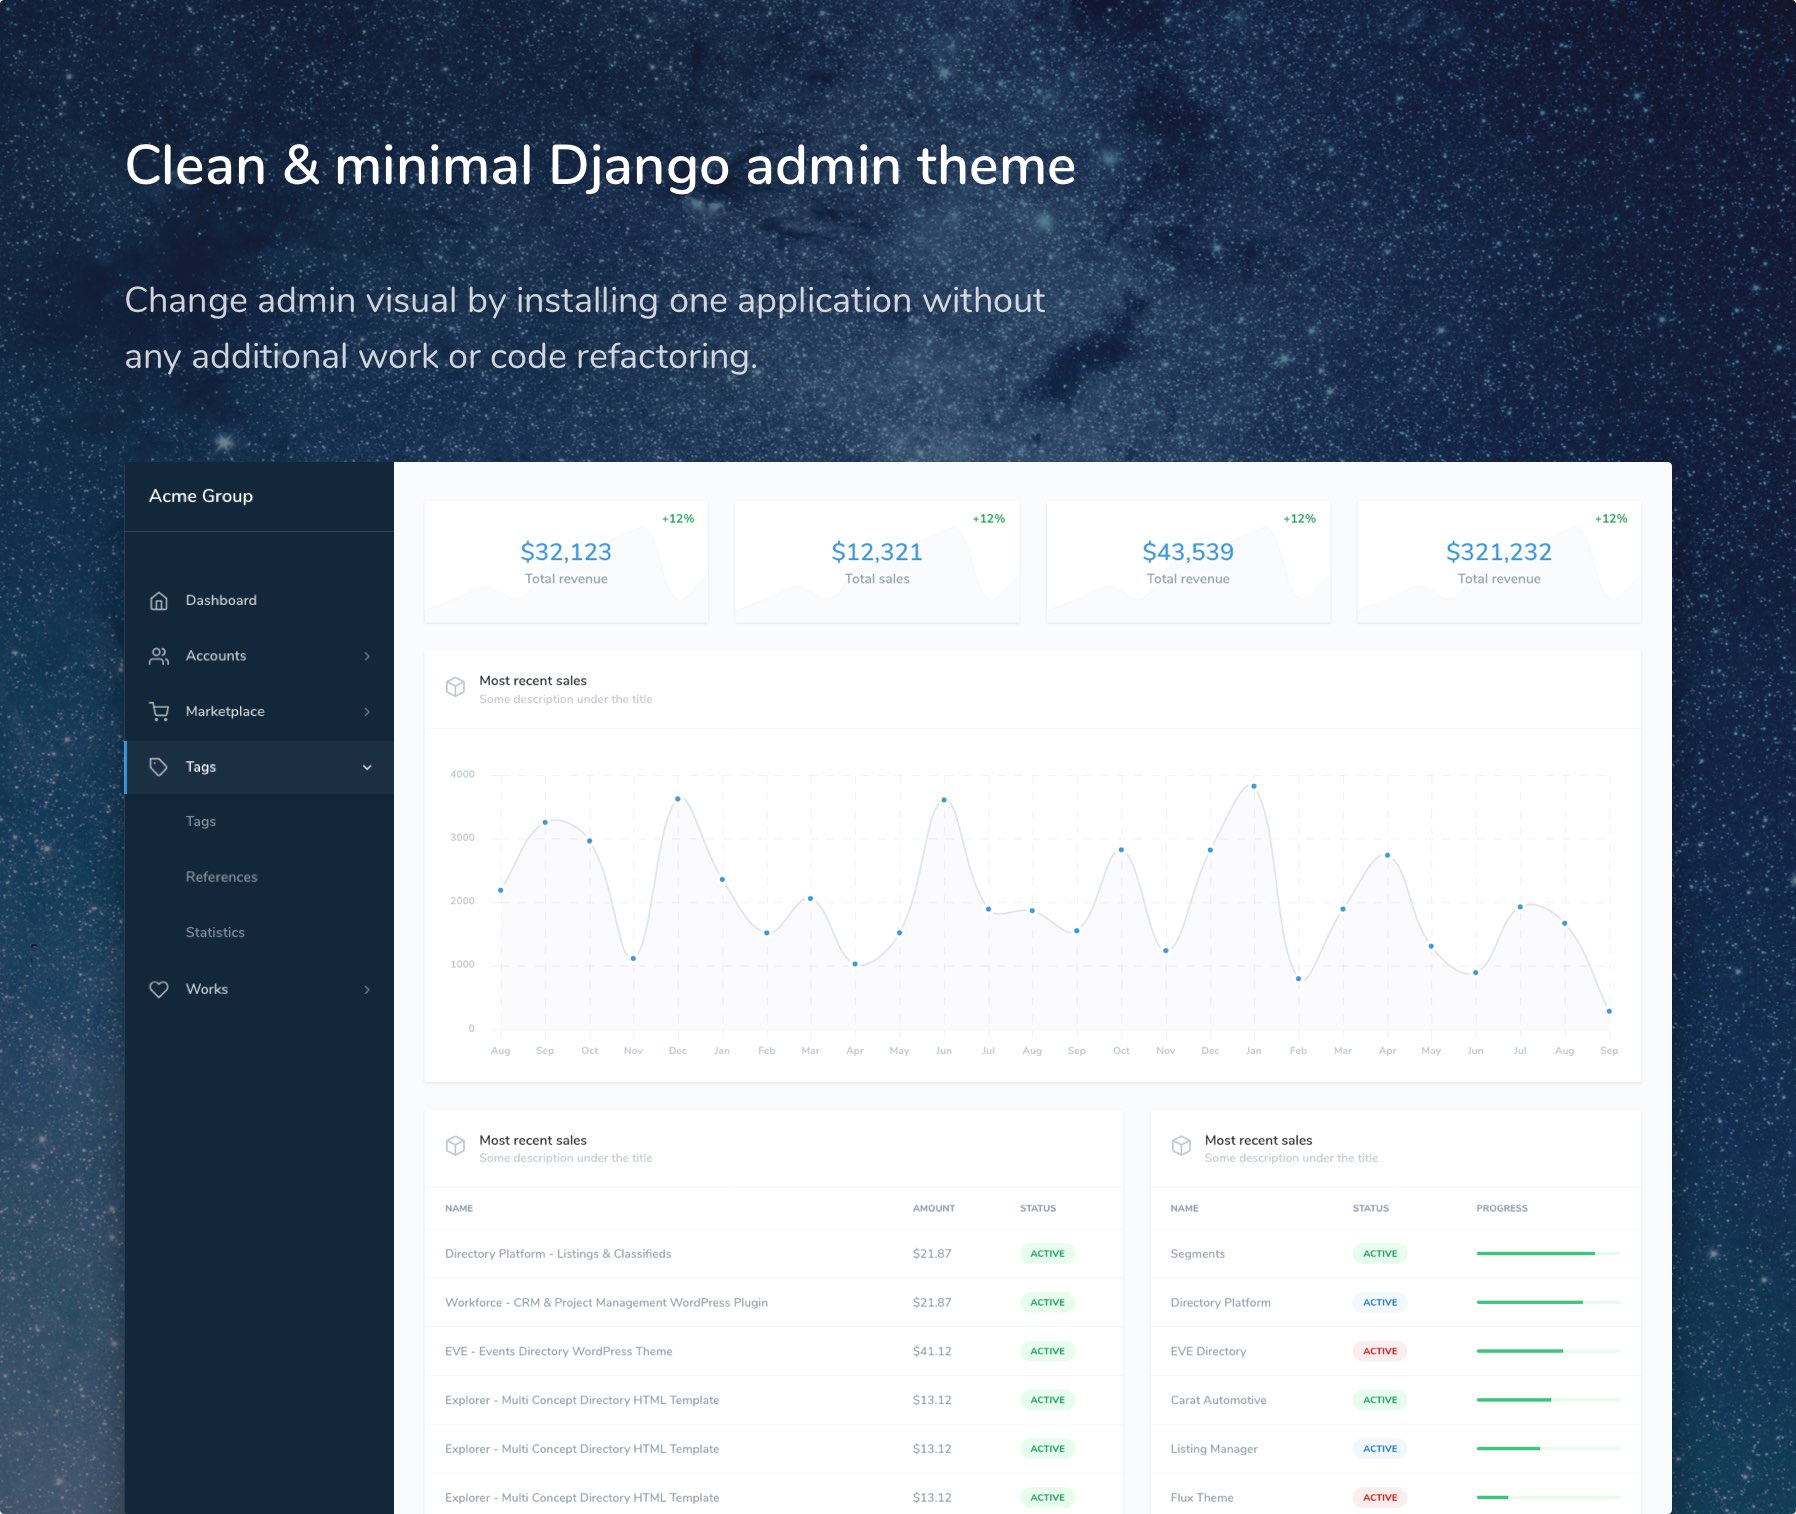 Clean & minimal Django admin theme
Change admin visual by installing one application without
any additional work or code refactoring.
Acme Group
Dashboard
Accounts
Marketplace
Tags
Tags
References
Statistics
Works
+12%
$32,123
Total revenue
+12%
$12,321
Total sales
+12%
$43,539
Total revenue
+12%
$321,232
Total revenue
Most recent sales
Some description under the title
4000
3000
2000
1000
0
Aug Sep Oct Nov Dec Jan Feb Mar Apr May Jun Jul Aug Sep Oct Nov Dec Jan Feb Mar Apr May Jun Jul Aug Sep
Most recent sales
Some description under the title
NAME AMOUNT STATUS
Directory Platform - Listings & Classifieds $21.87 ACTIVE
Workforce - CRM & Project Management WordPress Plugin $21.87 ACTIVE
EVE - Events Directory WordPress Theme $41.12 ACTIVE
Explorer - Multi Concept Directory HTML Template $13.12 ACTIVE
Explorer - Multi Concept Directory HTML Template $13.12 ACTIVE
Explorer - Multi Concept Directory HTML Template $13.12 ACTIVE
Most recent sales
Some description under the title
NAME STATUS PROGRESS
Segments ACTIVE
Directory Platform ACTIVE
EVE Directory ACTIVE
Carat Automotive ACTIVE
Listing Manager ACTIVE
Flux Theme ACTIVE